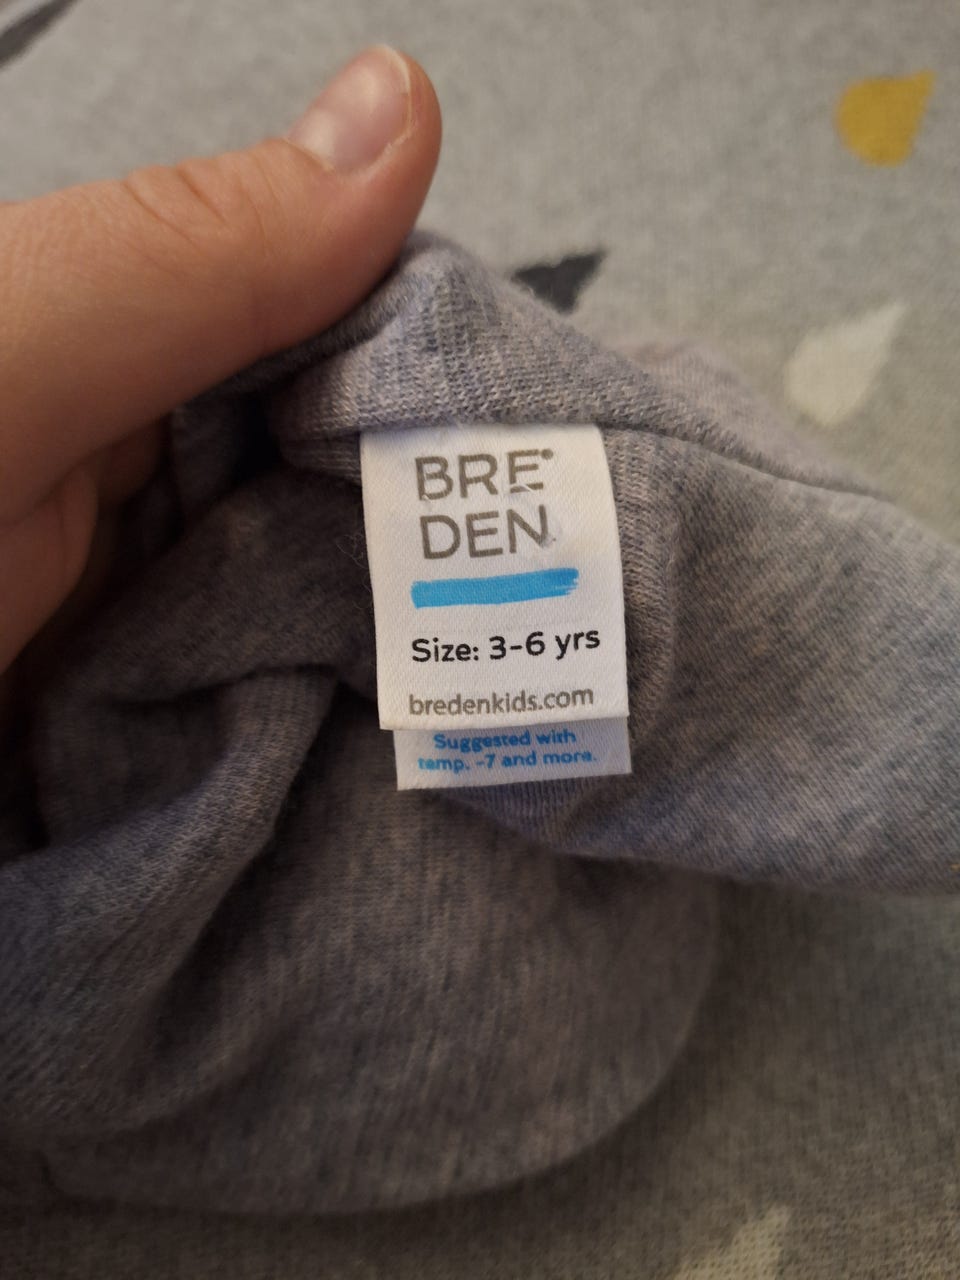 BRE
DEN
Size: 3-6 yrs
bredenkids.com
Suggested with
temp. -7 and more.